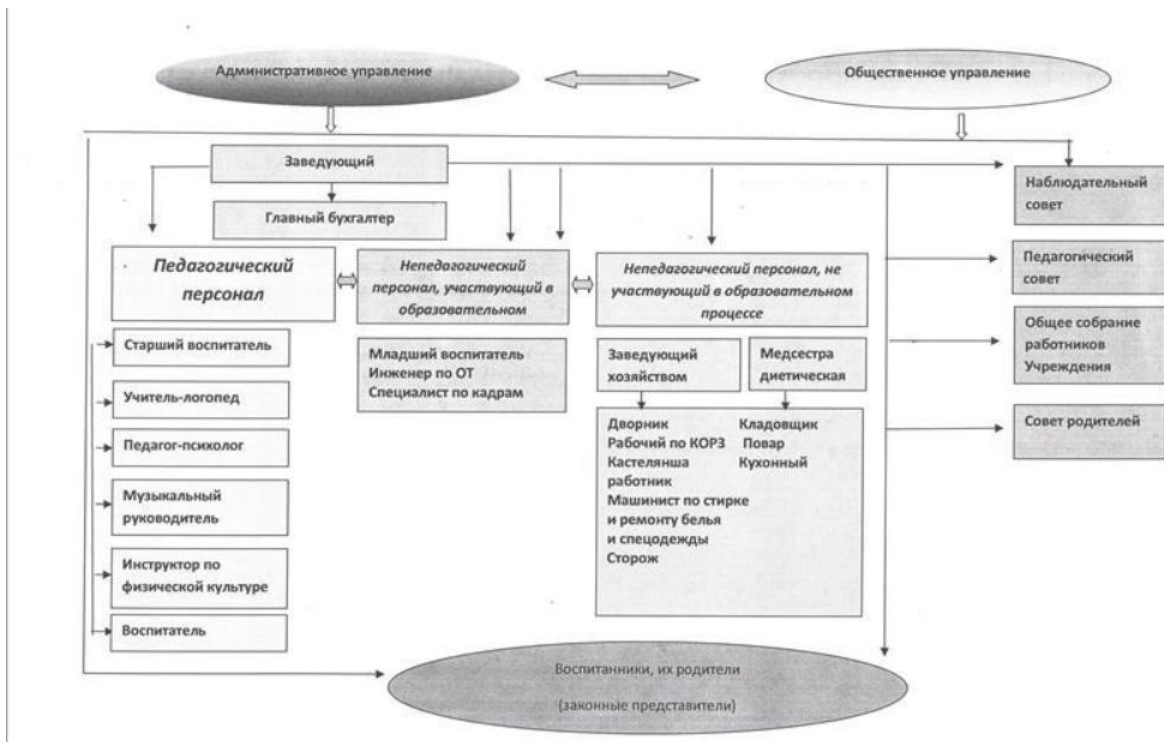 Административное управление
Общественное управление
Заведующий
Главный бухгалтер
Наблюдательный
совет
Педагогический
персонал
Непедагогический
персонал, участвующий в
образовательном
Непедагогический персонал, не
участвующий в образовательном
процессе
Педагогический
совет
Старший воспитатель
Учитель-логопед
Педагог-психолог
Музыкальный
руководитель
Инструктор по
физической культуре
Воспитатель
Младший воспитатель
Инженер по ОТ
Специалист по кадрам
Заведующий
хозяйством
Медсестра
диетическая
Дворник Кладовщик
Рабочий по КОРЗ Повар
Кастелянша Кухонный
работник
Машинист по стирке
и ремонту белья
и спецодежды
Сторож
Общее собрание
работников
Учреждения
Совет родителей
Воспитанники, их родители
(законные представители)